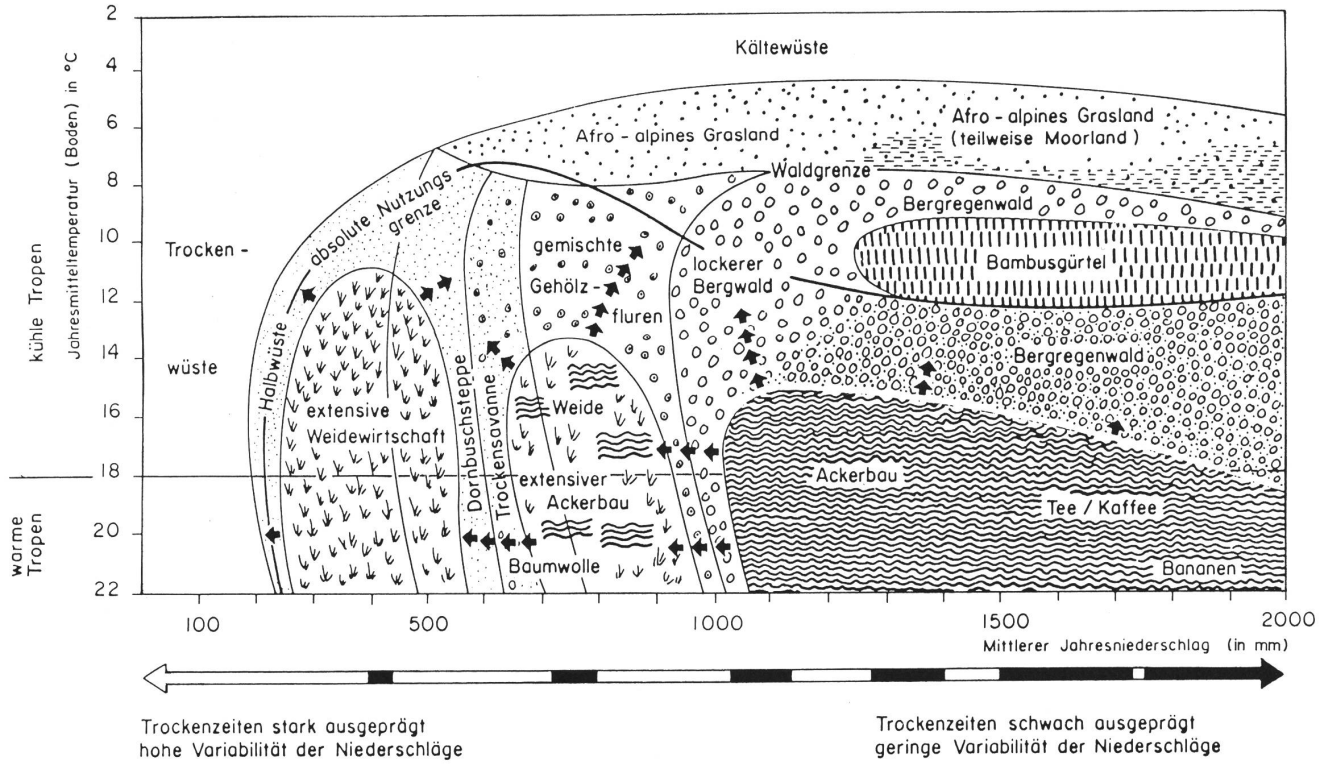 2
Kältewüste
4
Jahresmitteltemperatur (Boden) in °C
6
Afro-alpines Grasland
Afro-alpines Grasland
(teilweise Moorland)
8
Waldgrenze
absolute Nutzungs
grenze
Bergregenwald
kühle Tropen
10
Trocken-
gemischte
lockerer
Bergwald
Bambusgürtel
Gehölz-
12
fluren
14
Bergregenwald
wüste
Halbwüste
16
extensive
Weidewirtschaft
Dornbuschsteppe
Trockensavanne
Weide
18
extensiver
Ackerbau
Ackerbau
Tee / Kaffee
warme
Tropen
20
Baumwolle
Bananen
22
100
500
1000
1500
2000
Mittlerer Jahresniederschlag (in mm)
Trockenzeiten stark ausgeprägt
hohe Variabilität der Niederschläge
Trockenzeiten schwach ausgeprägt
geringe Variabilität der Niederschläge